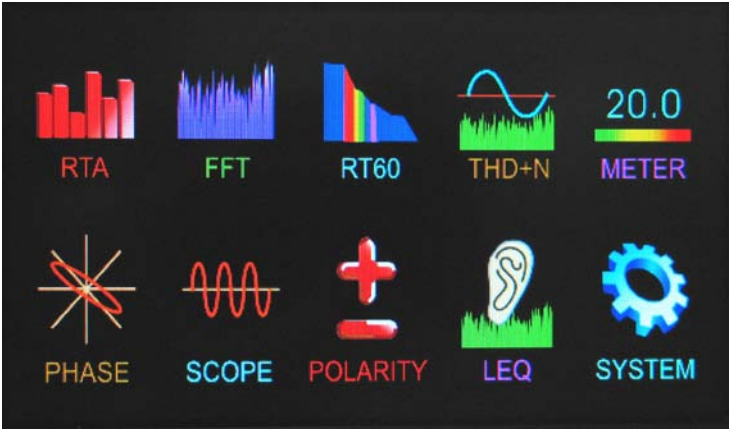 20.0
RTA FFT RT60 THD+N METER
PHASE SCOPE POLARITY LEQ SYSTEM